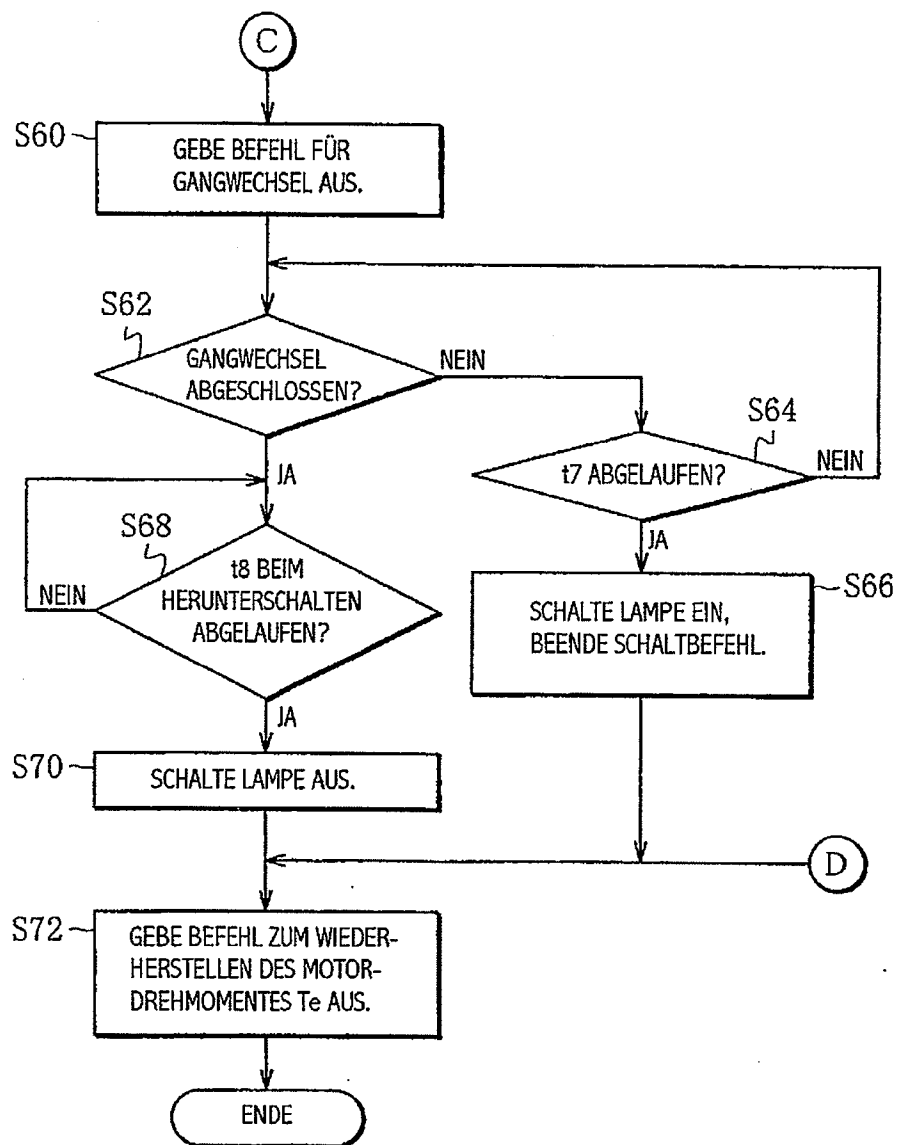 C
S60
GEBE BEFEHL FÜR
GANGWECHSEL AUS.
S62
GANGWECHSEL
ABGESCHLOSSEN?
NEIN
JA
S64
t7 ABGELAUFEN?
NEIN
JA
S66
SCHALTE LAMPE EIN,
BEENDE SCHALTBEFEHL.
S68
t8 BEIM
HERUNTERSCHALTEN
ABGELAUFEN?
NEIN
JA
S70
SCHALTE LAMPE AUS.
D
S72
GEBE BEFEHL ZUM WIEDER-
HERSTELLEN DES MOTOR-
DREHMOMENTES Te AUS.
ENDE